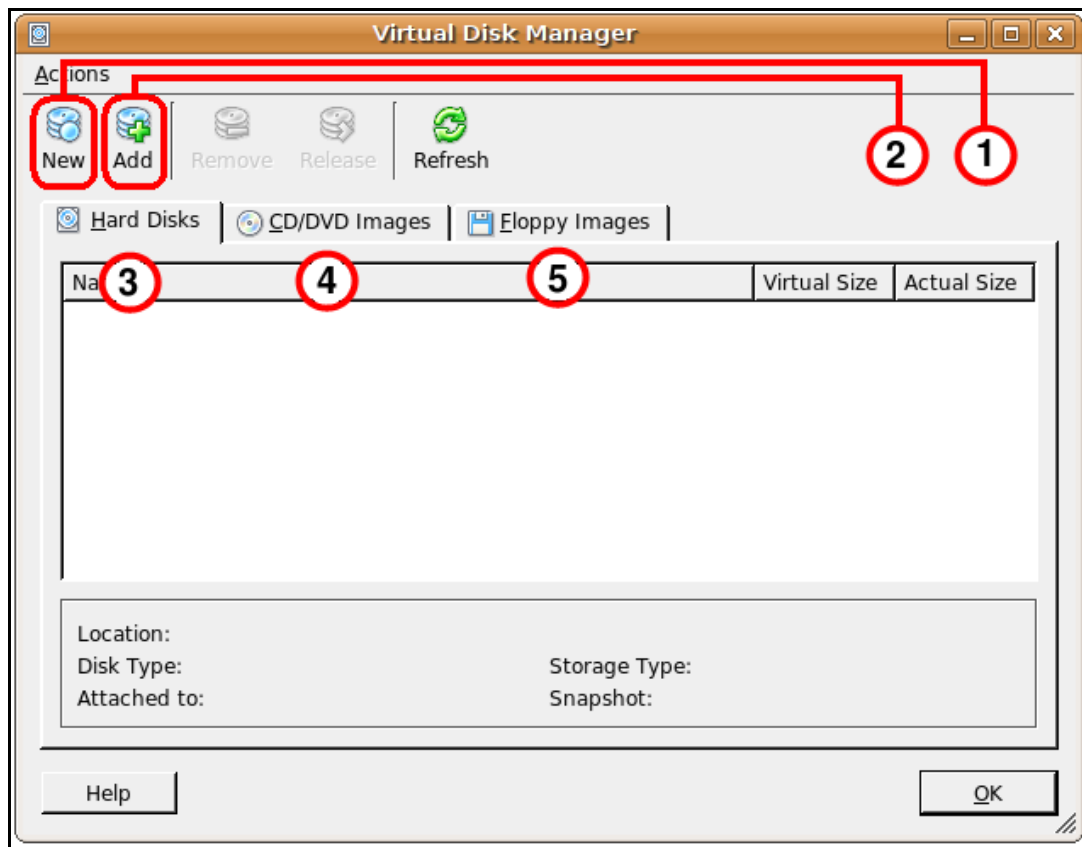 Virtual Disk Manager
Actions
New Add Remove Release Refresh
2 1
Hard Disks CD/DVD Images Floppy Images
Na 3 4 5 Virtual Size Actual Size
Location:
Disk Type: Storage Type:
Attached to: Snapshot:
Help OK